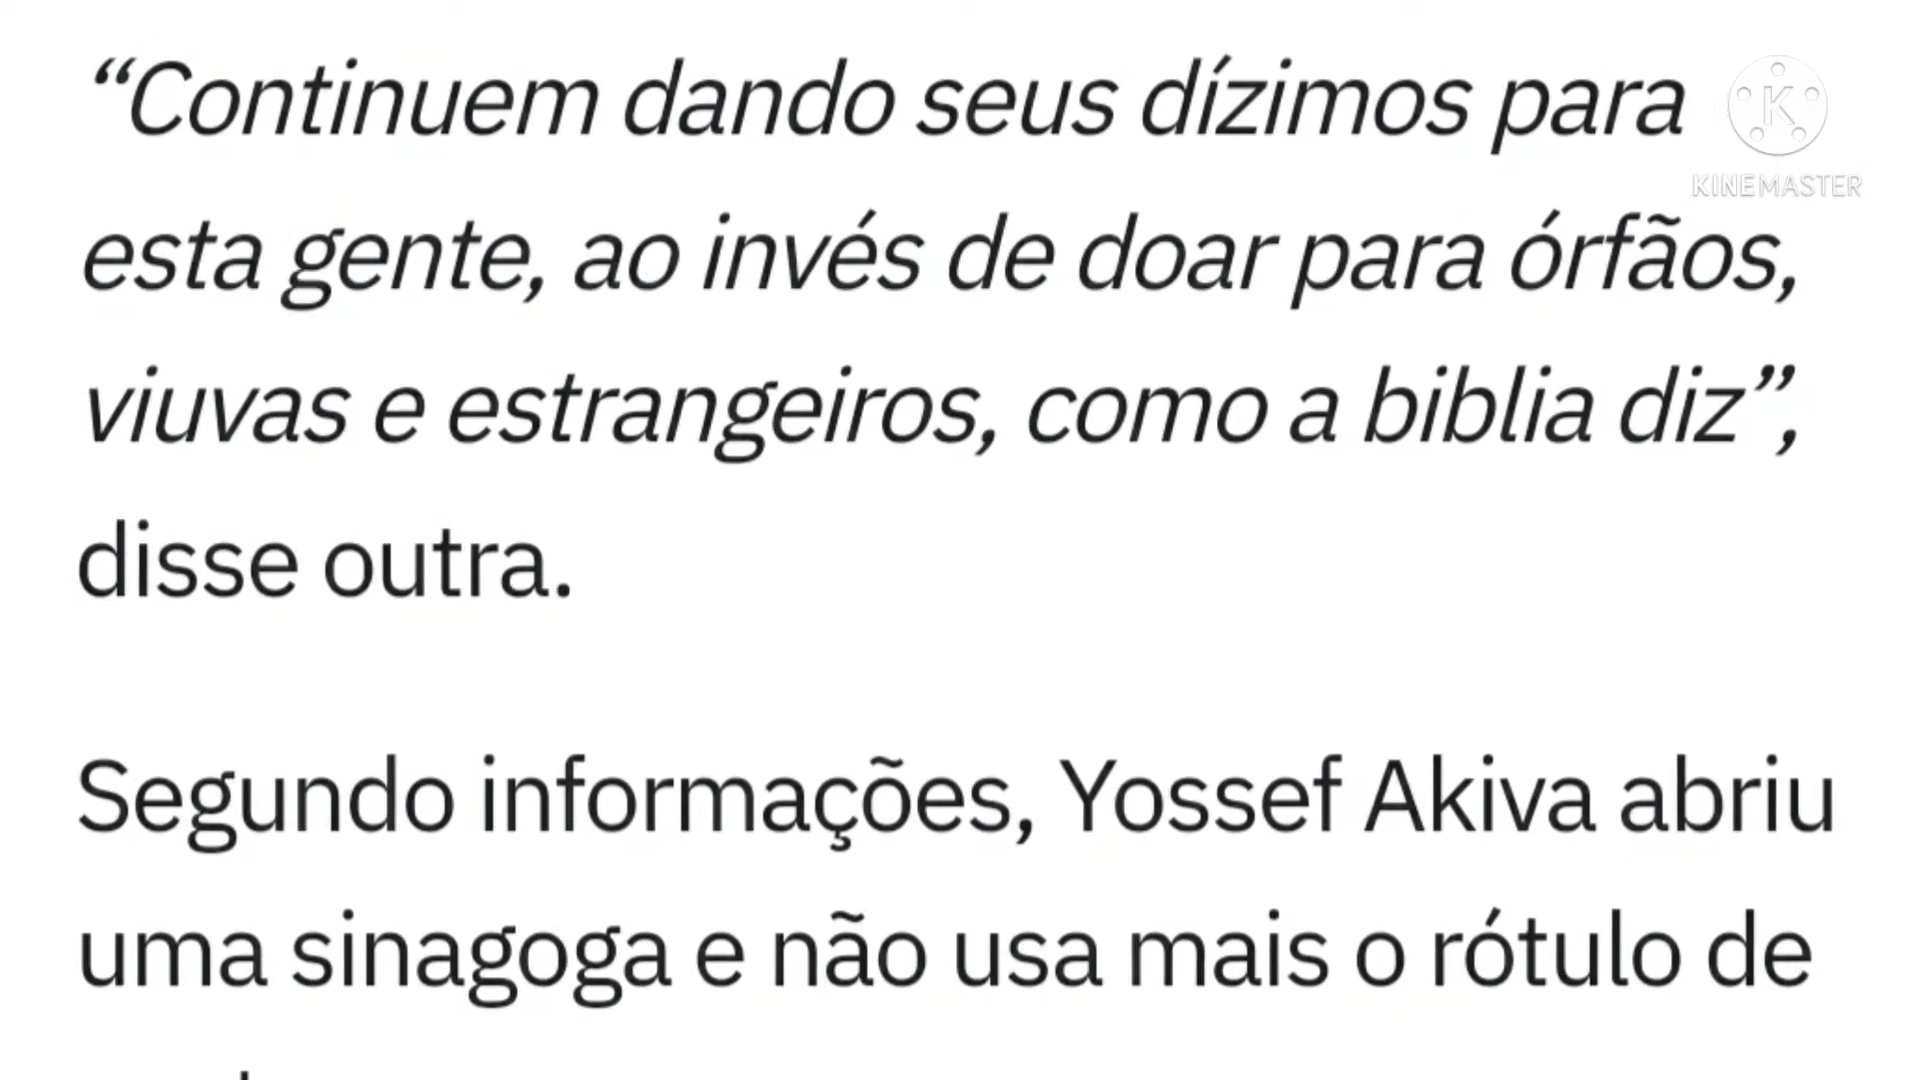 “Continuem dando seus dízimos para
esta gente, ao invés de doar para órfãos,
viuvas e estrangeiros, como a biblia diz”,
disse outra.
Segundo informações, Yossef Akiva abriu
uma sinagoga e não usa mais o rótulo de
K
KINEMASTER